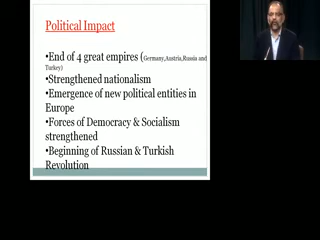 Political Impact
•End of 4 great empires (Germany,Austria,Russia and
Turkey)
•Strengthened nationalism
•Emergence of new political entities in
Europe
•Forces of Democracy & Socialism
strengthened
•Beginning of Russian & Turkish
Revolution